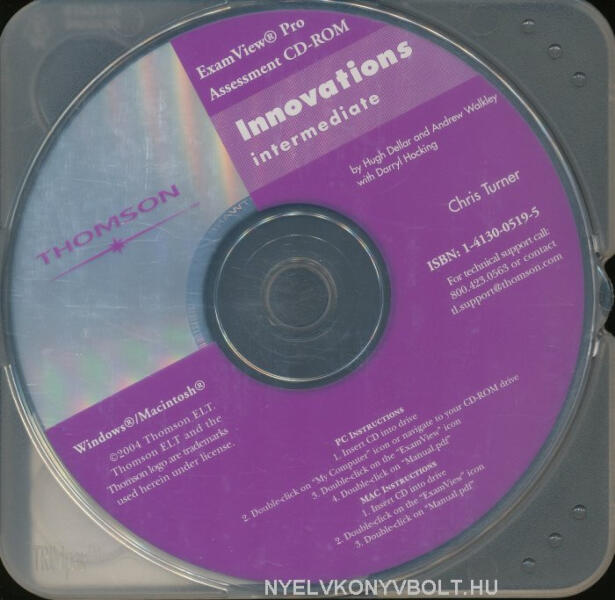 ExamView® Pro
Assessment CD-ROM
Innovations
intermediate
by Hugh Dellar and Andrew Walkley
with Darryl Hocking
Chris Turner
THOMSON
ISBN: 1-4130-0519-5
For technical support call:
800.423.0563 or contact
tl.support@thomson.com
Windows®/Macintosh®
©2004 Thomson ELT.
Thomson ELT and the
Thomson logo are trademarks
used herein under license.
PC INSTRUCTIONS
1. Insert CD into drive
2. Double-click on "My Computer" icon or navigate to your CD-ROM drive
3. Double-click on the "ExamView" icon
4. Double-click on "Manual.pdf"
MAC INSTRUCTIONS
1. Insert CD into drive
2. Double-click on the "ExamView" icon
3. Double-click on "Manual.pdf"
NYELVKONYVBOLT.HU